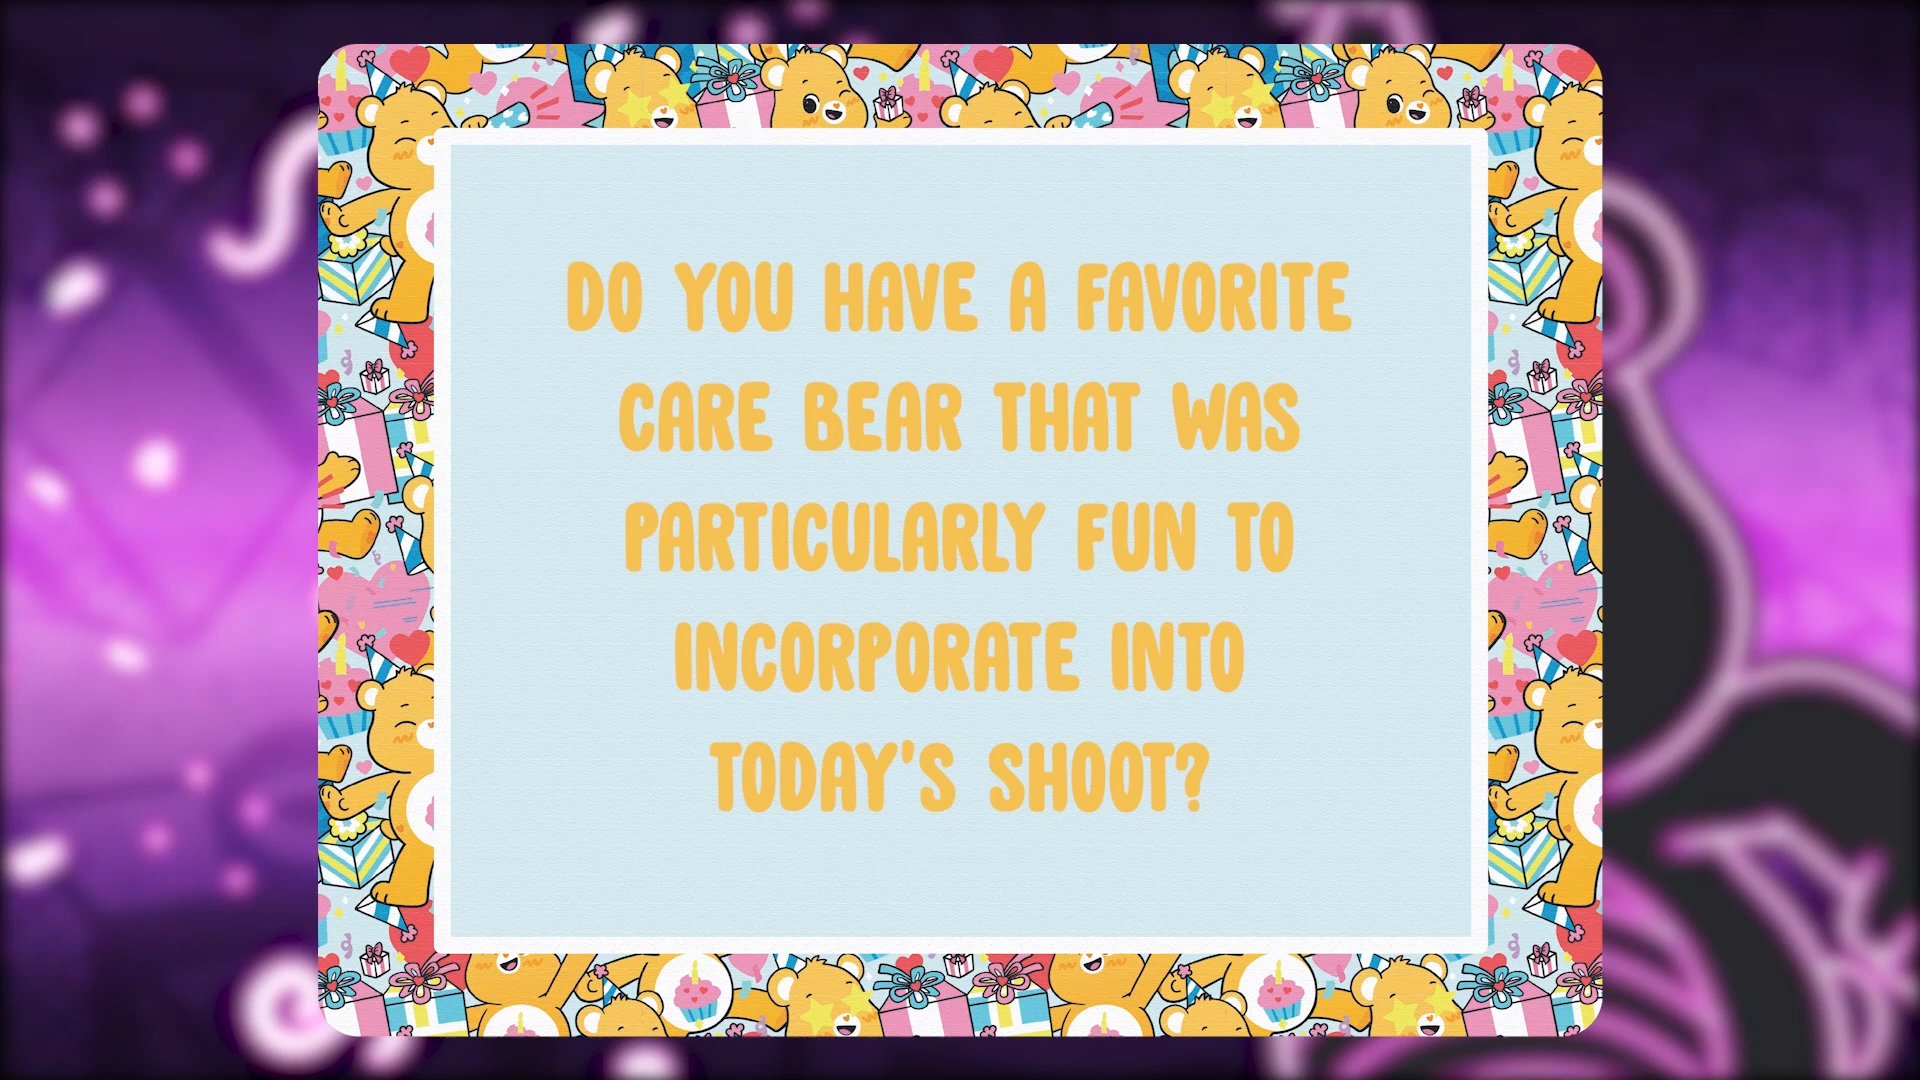 DO YOU HAVE A FAVORITE
CARE BEAR THAT WAS
PARTICULARLY FUN TO
INCORPORATE INTO
TODAY'S SHOOT?